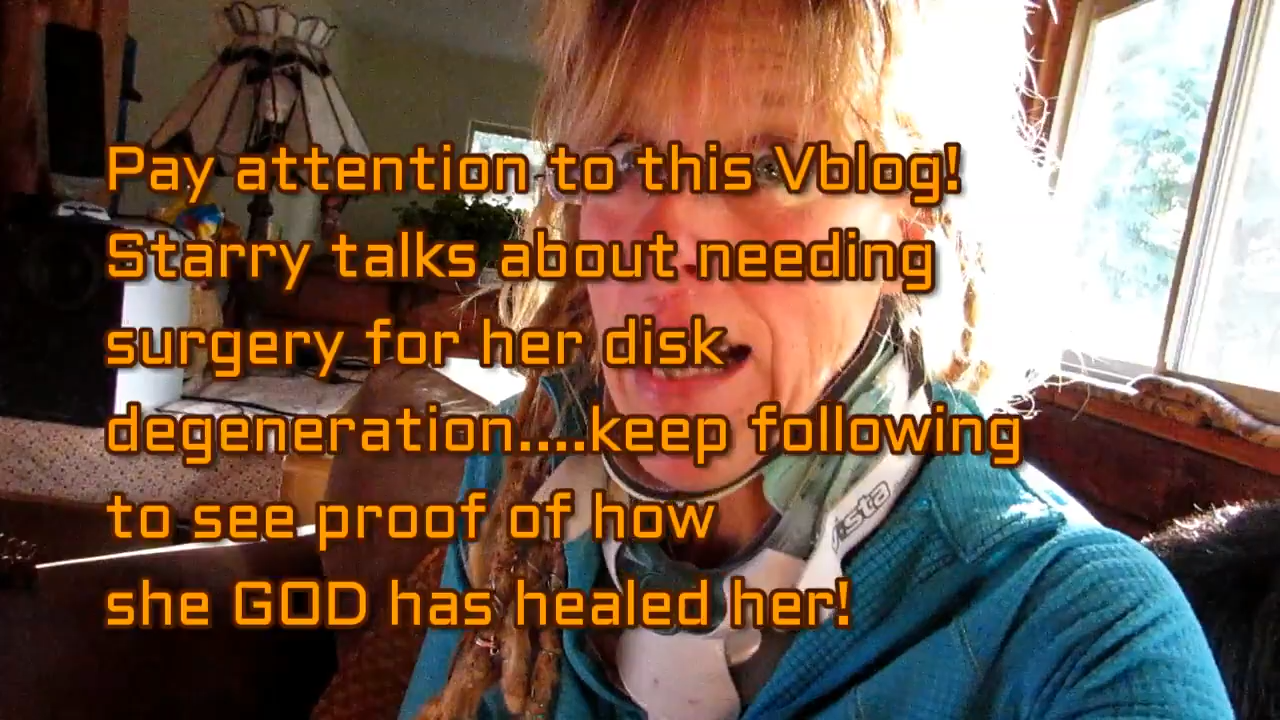 Pay attention to this Vblog!
Starry talks about needing
surgery for her disk
degeneration....keep following
to see proof of how
she GOD has healed her!
vista